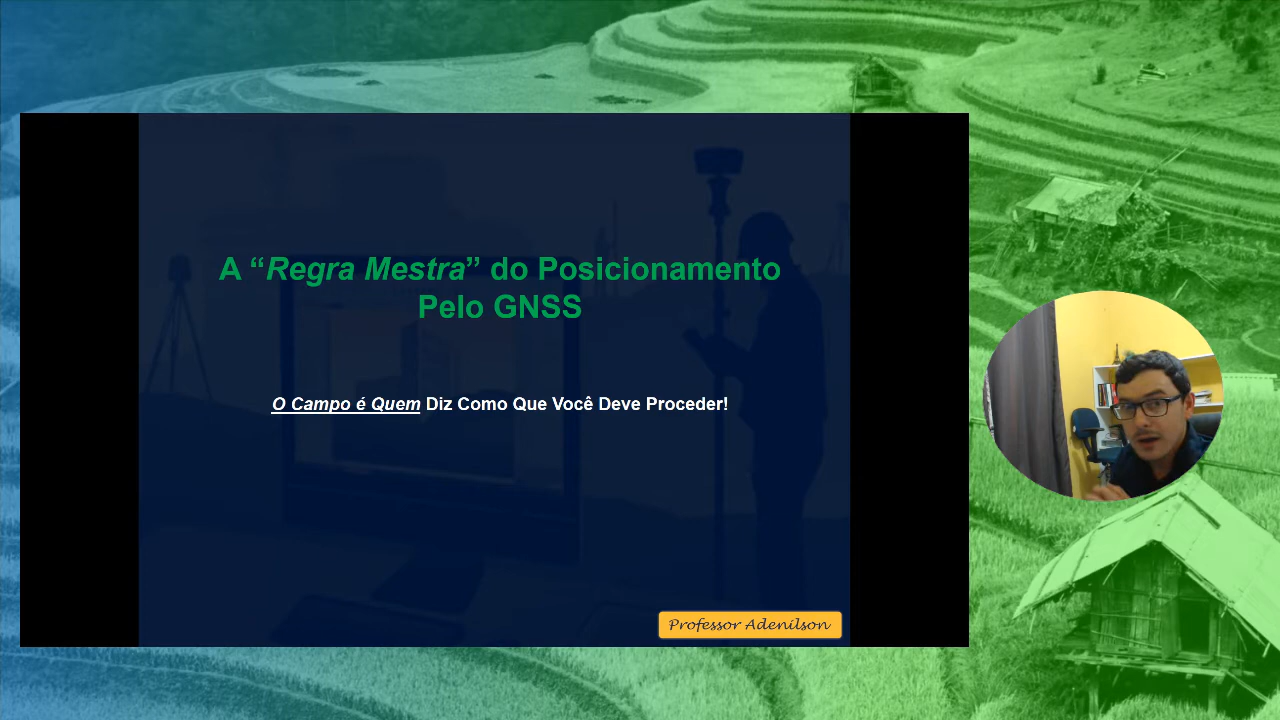 A “Regra Mestra” do Posicionamento
Pelo GNSS
O Campo é Quem Diz Como Que Você Deve Proceder!
Professor Adenilson